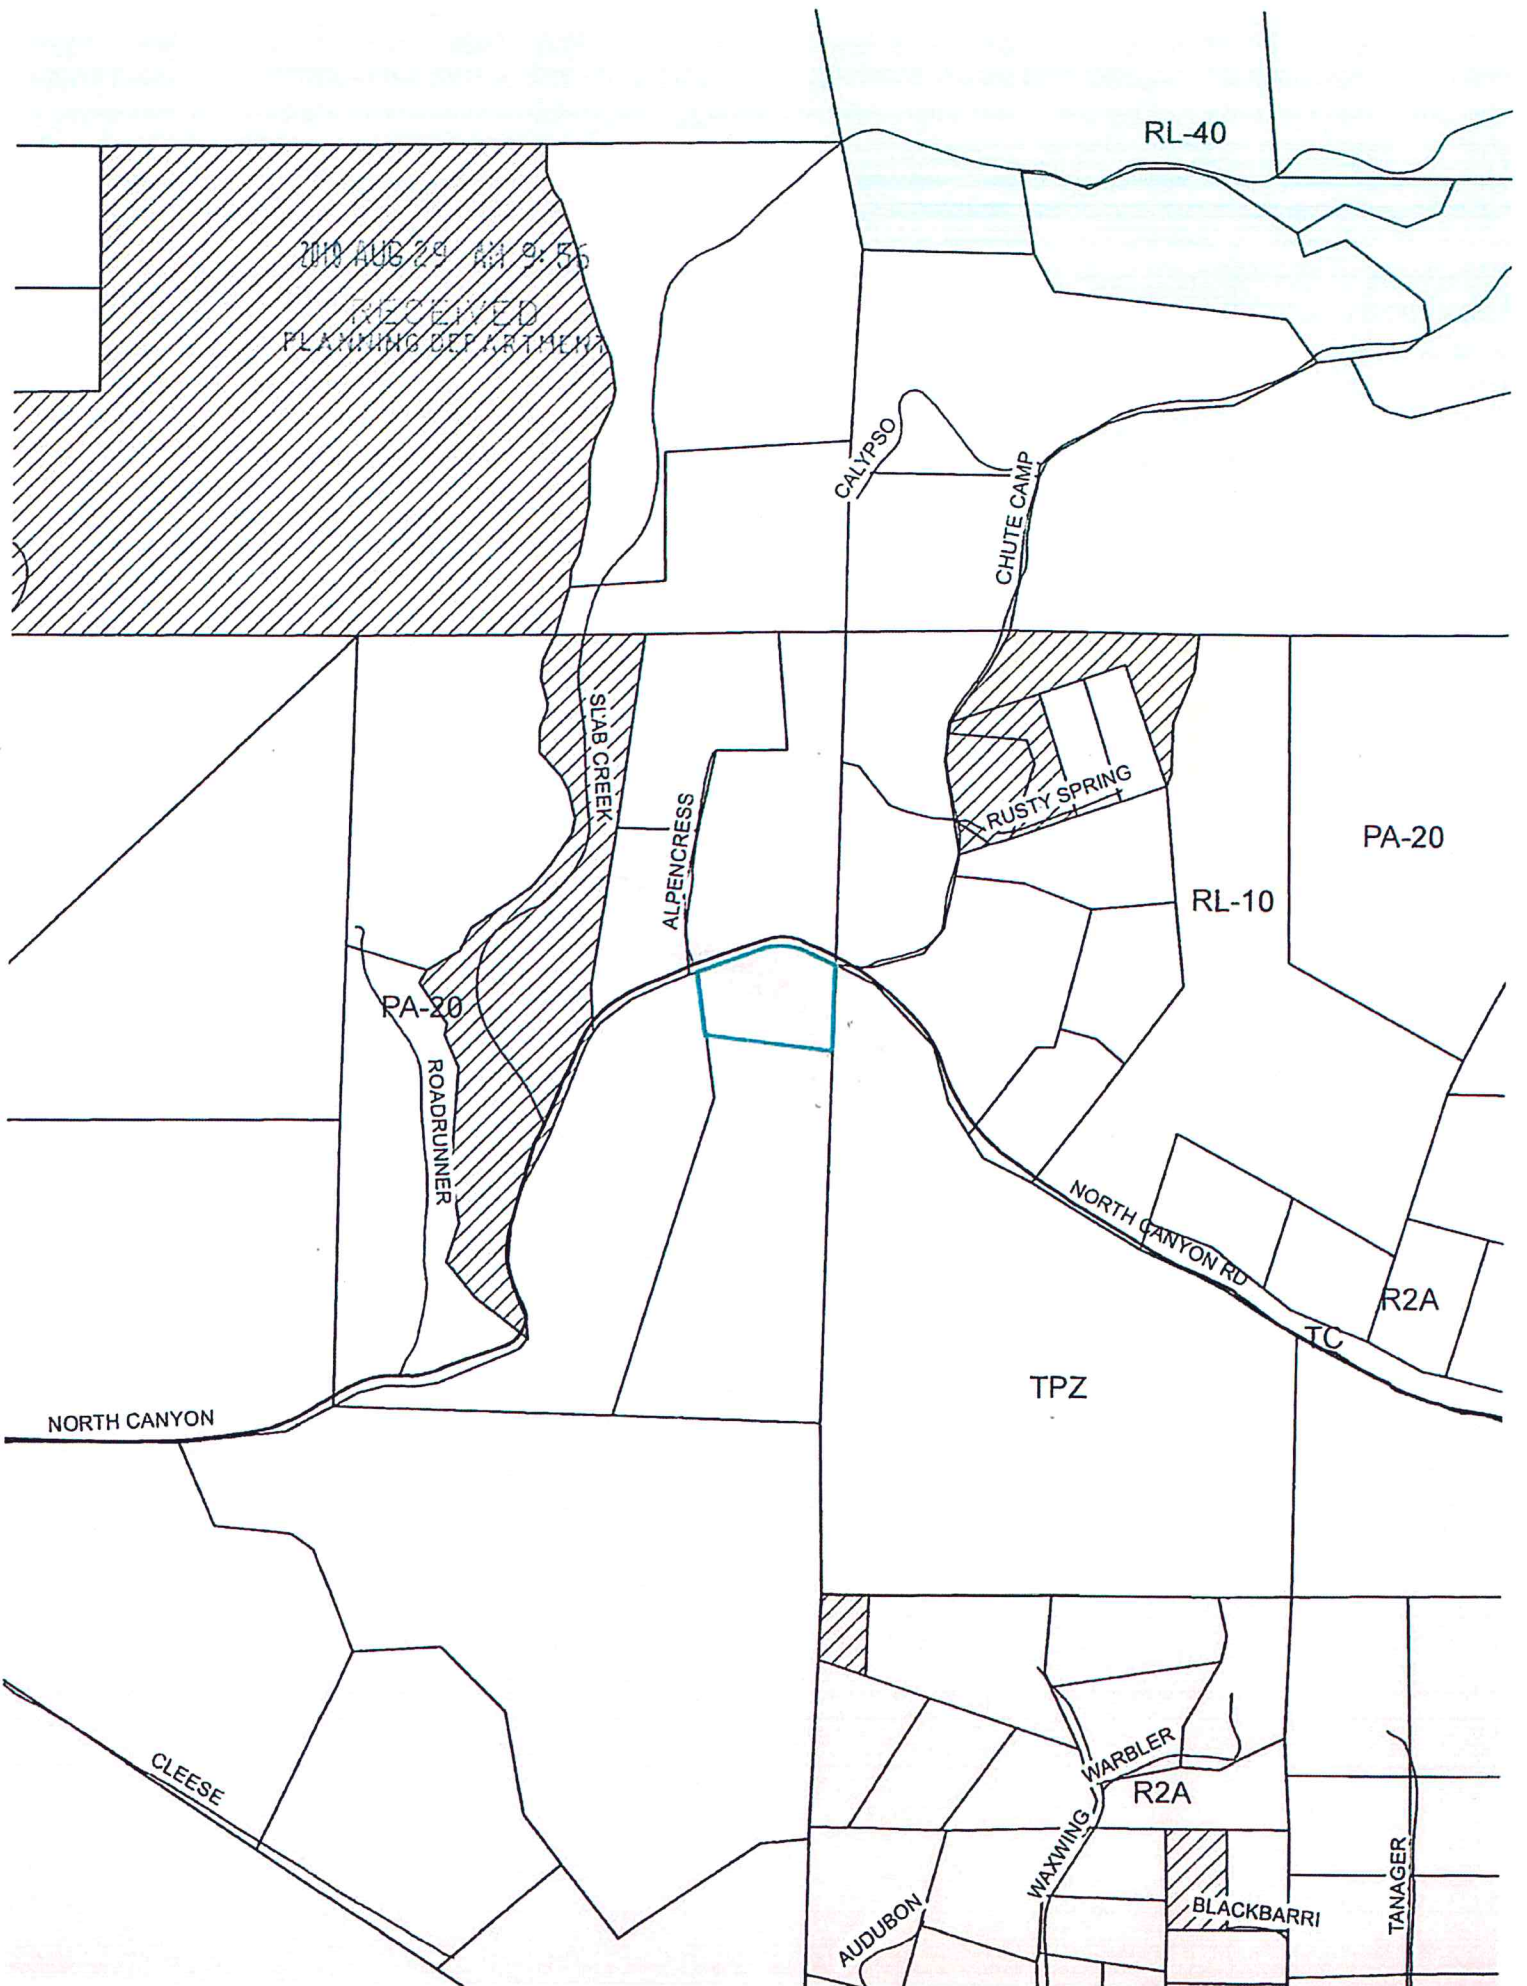 RL-40
2018 AUG 29 AM 9:56
RECEIVED
PLANNING DEPARTMENT
CALYPSO
CHUTE CAMP
SLAB CREEK
RUSTY SPRING
ALPENCRESS
PA-20
RL-10
PA-20
ROADRUNNER
NORTH CANYON RD
R2A
TC
TPZ
NORTH CANYON
WARBLER
CLEESE
R2A
WAXWING
TANAGER
BLACKBARRI
AUDUBON